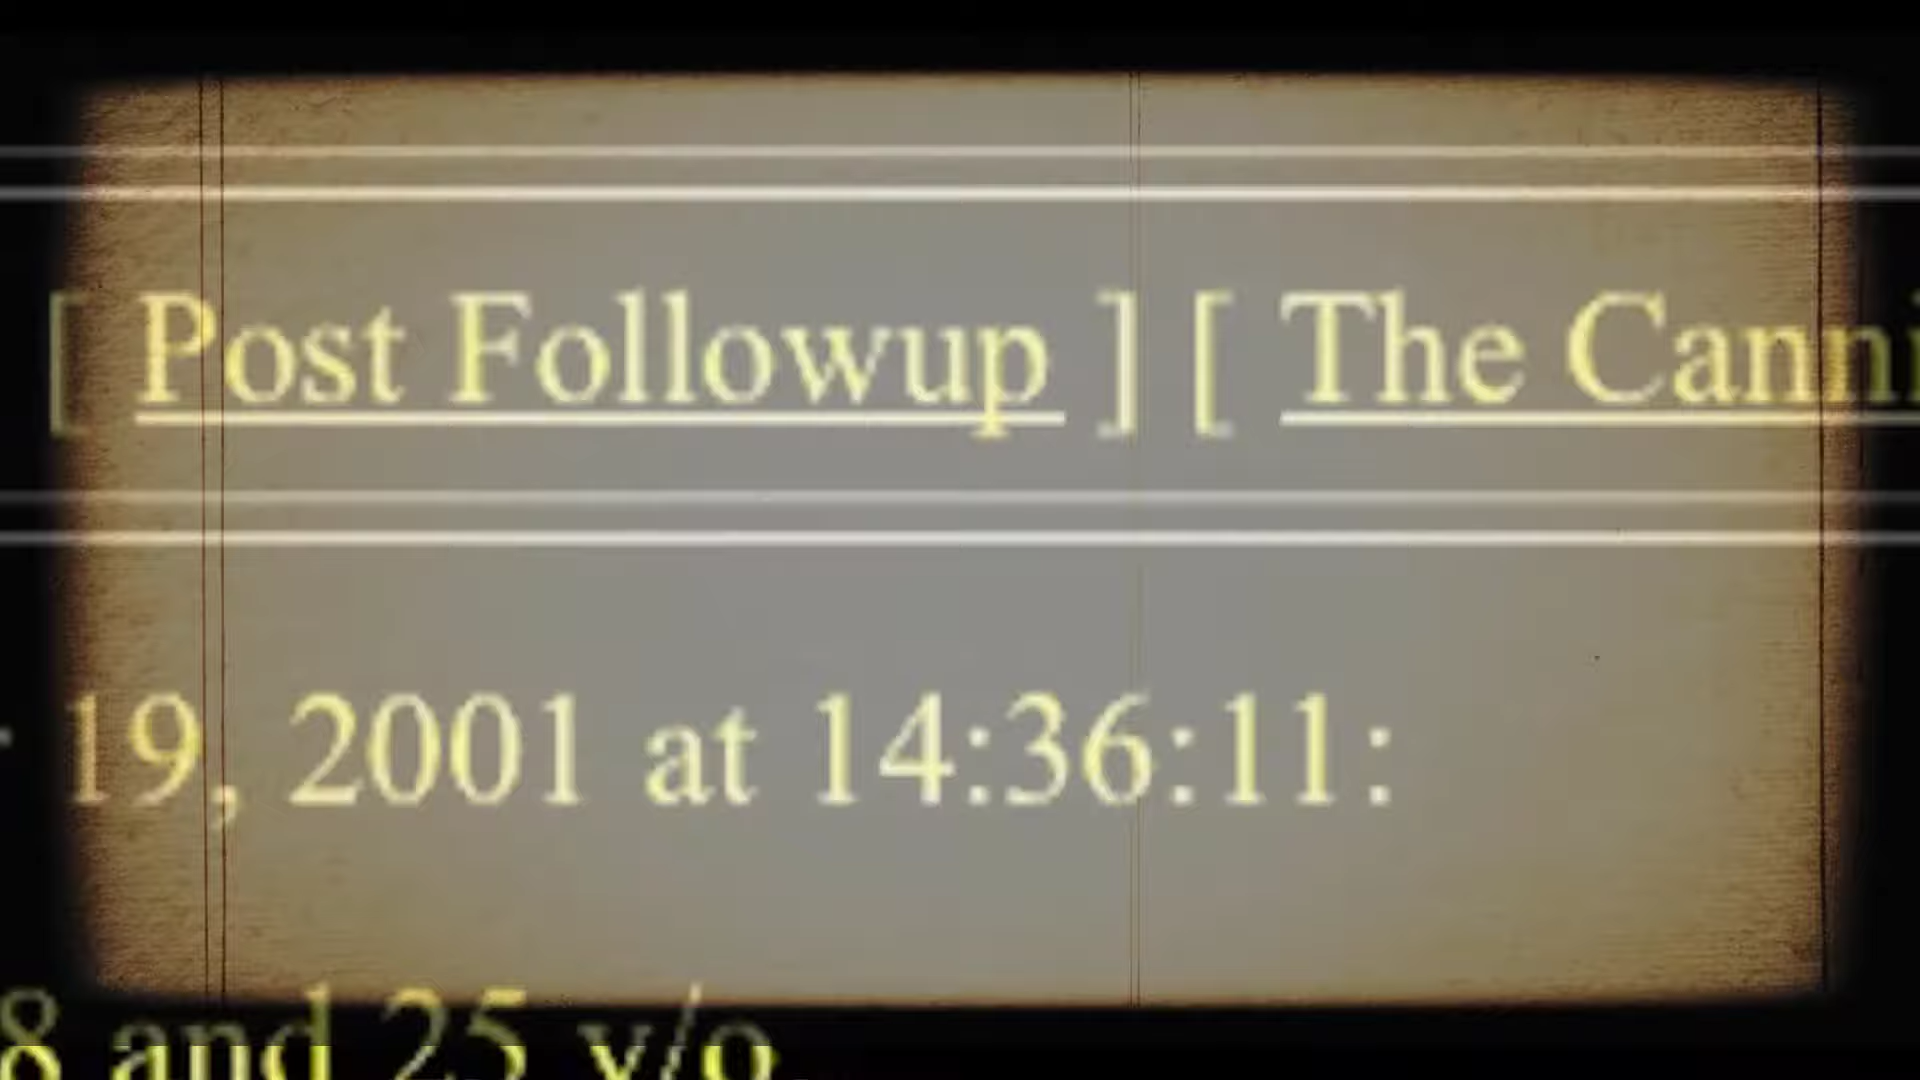 [ Post Followup ] [ The Canni
19, 2001 at 14:36:11:
8 and 25 y/o